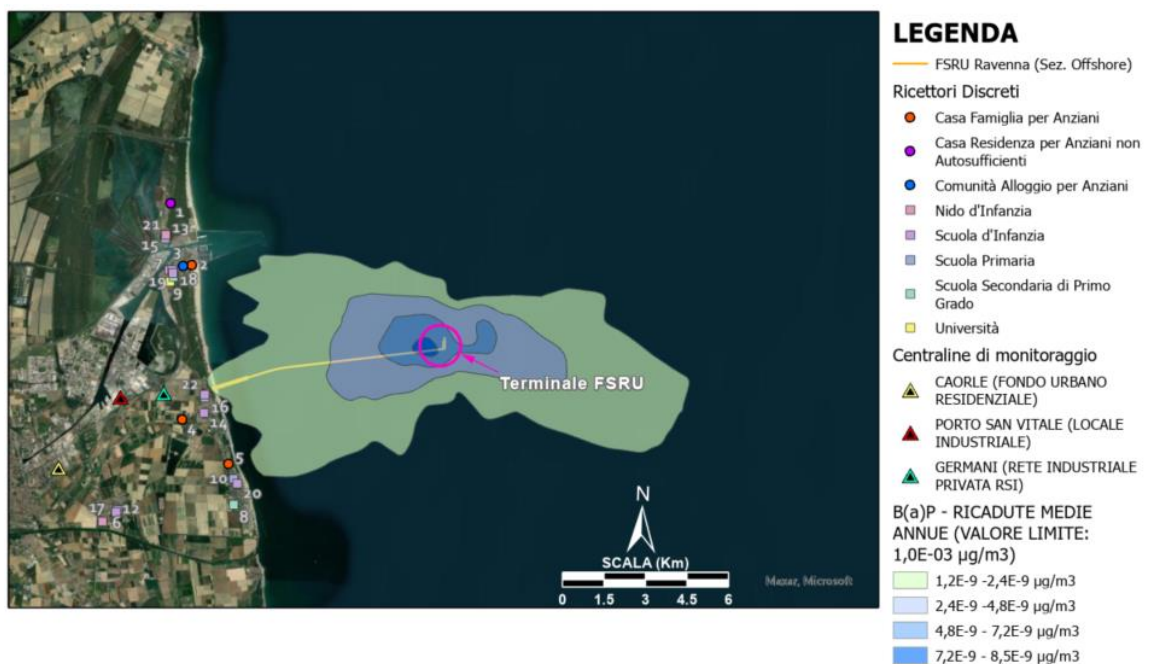 LEGENDA
FSRU Ravenna (Sez. Offshore)
Ricettori Discreti
Casa Famiglia per Anziani
Casa Residenza per Anziani non
Autosufficienti
Comunità Alloggio per Anziani
Nido d'Infanzia
Scuola d'Infanzia
Scuola Primaria
Scuola Secondaria di Primo
Grado
Università
Centraline di monitoraggio
CAORLE (FONDO URBANO
RESIDENZIALE)
PORTO SAN VITALE (LOCALE
INDUSTRIALE)
GERMANI (RETE INDUSTRIALE
PRIVATA RSI)
B(a)P - RICADUTE MEDIE
ANNUE (VALORE LIMITE:
1,0E-03 µg/m3)
1,2E-9 -2,4E-9 µg/m3
2,4E-9 -4,8E-9 µg/m3
4,8E-9 - 7,2E-9 µg/m3
7,2E-9 - 8,5E-9 µg/m3
1
21
13
15
3
2
19
18
9
Terminale FSRU
22
16
14
4
5
10
20
17
12
6
8
N
SCALA (Km)
0 1.5 3 4.5 6
Maxar, Microsoft